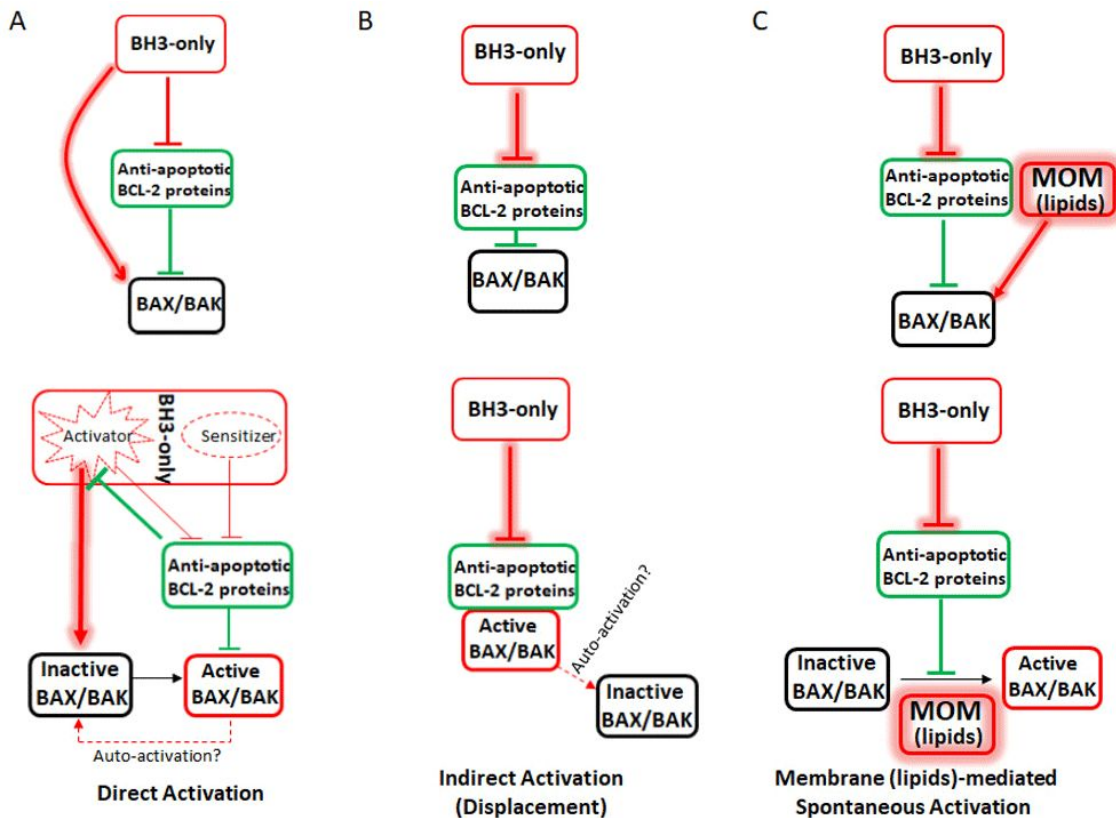 A
BH3-only
Anti-apoptotic
BCL-2 proteins
BAX/BAK
Activator
BH3-only
Sensitizer
Anti-apoptotic
BCL-2 proteins
Inactive
BAX/BAK
Active
BAX/BAK
Auto-activation?
Direct Activation
B
BH3-only
Anti-apoptotic
BCL-2 proteins
BAX/BAK
BH3-only
Anti-apoptotic
BCL-2 proteins
Active
BAX/BAK
Auto-activation?
Inactive
BAX/BAK
Indirect Activation
(Displacement)
C
BH3-only
Anti-apoptotic
BCL-2 proteins
MOM
(lipids)
BAX/BAK
BH3-only
Anti-apoptotic
BCL-2 proteins
Inactive
BAX/BAK
Active
BAX/BAK
MOM
(lipids)
Membrane (lipids)-mediated
Spontaneous Activation